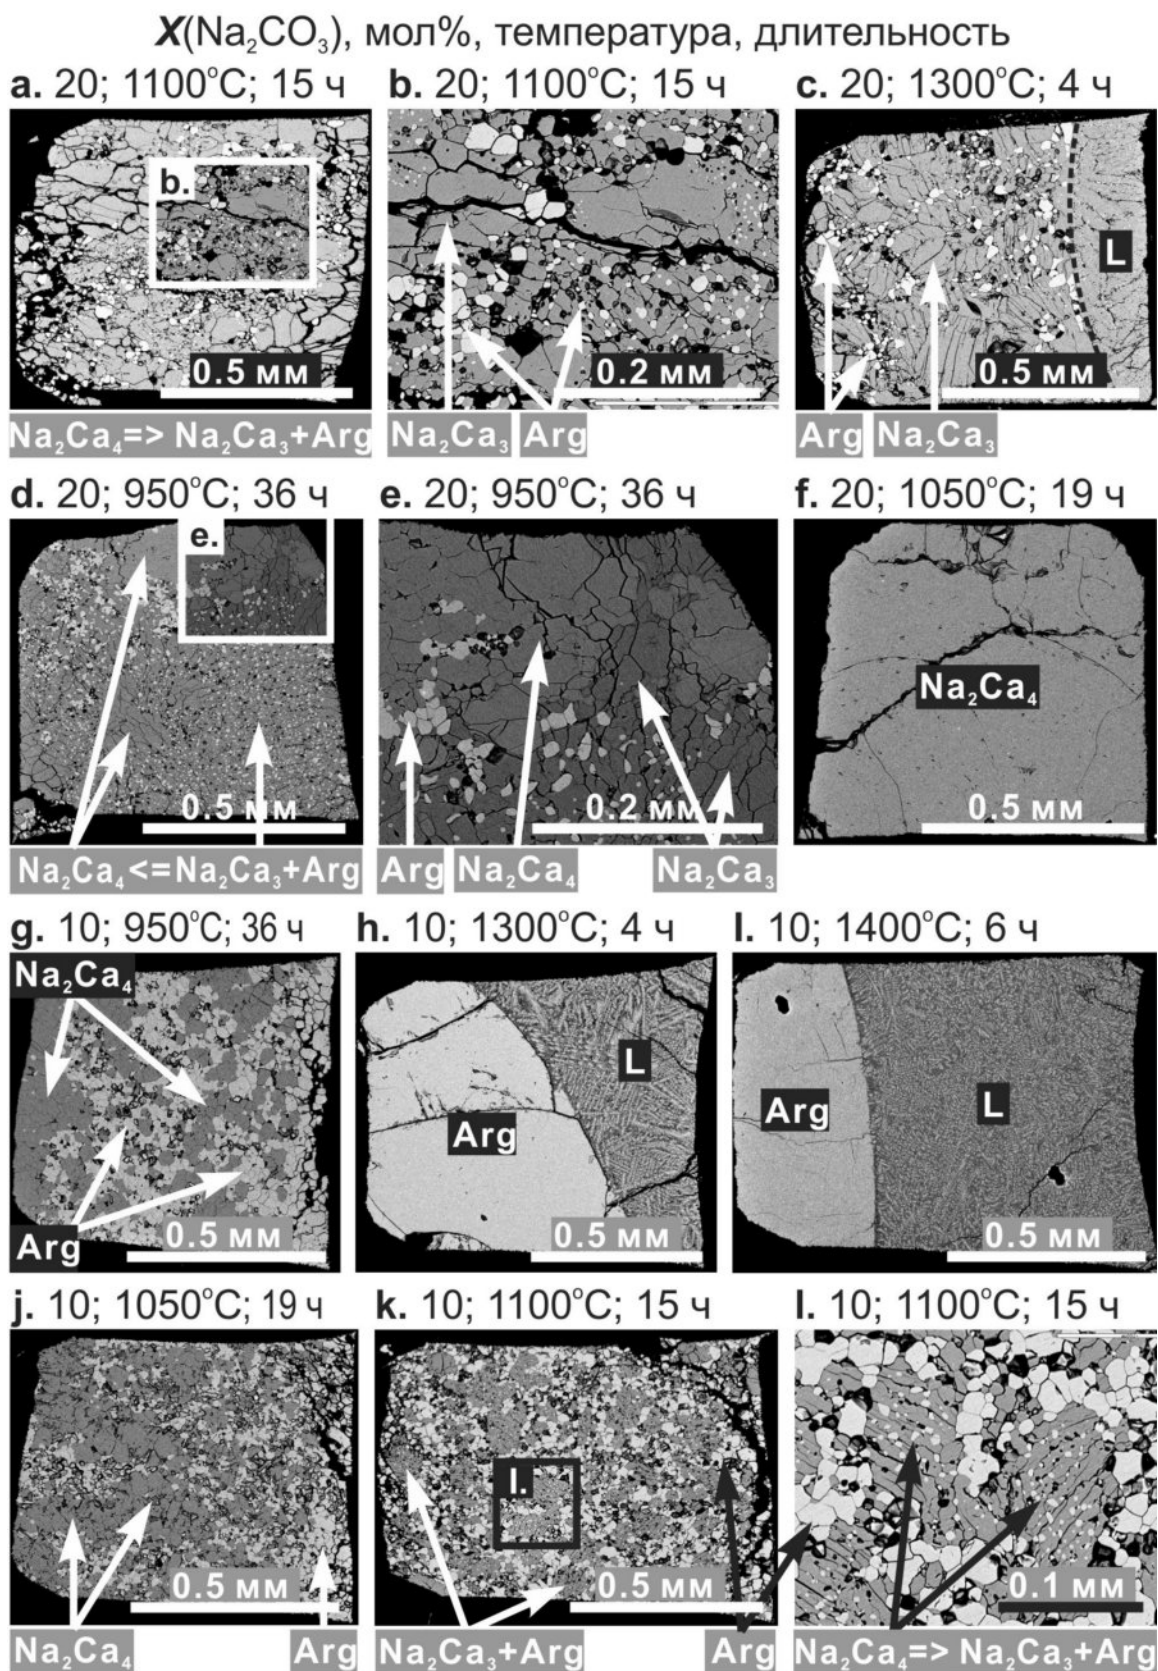 X(Na₂CO₃), мол%, температура, длительность
a. 20; 1100°C; 15 ч
b. 20; 1100°C; 15 ч
c. 20; 1300°C; 4 ч
b.
L
0.5 мм
0.2 мм
0.5 мм
Na₂Ca₄=> Na₂Ca₃+Arg
Na₂Ca₃
Arg
Arg
Na₂Ca₃
d. 20; 950°C; 36 ч
e. 20; 950°C; 36 ч
f. 20; 1050°C; 19 ч
e.
Na₂Ca₄
0.5 мм
0.2 мм
0.5 мм
Na₂Ca₄<=Na₂Ca₃+Arg
Arg
Na₂Ca₄
Na₂Ca₃
g. 10; 950°C; 36 ч
h. 10; 1300°C; 4 ч
I. 10; 1400°C; 6 ч
Na₂Ca₄
L
Arg
Arg
L
Arg
0.5 мм
0.5 мм
0.5 мм
j. 10; 1050°C; 19 ч
k. 10; 1100°C; 15 ч
l. 10; 1100°C; 15 ч
l.
0.5 мм
0.5 мм
0.1 мм
Na₂Ca₄
Arg
Na₂Ca₃+Arg
Arg
Na₂Ca₄=> Na₂Ca₃+Arg